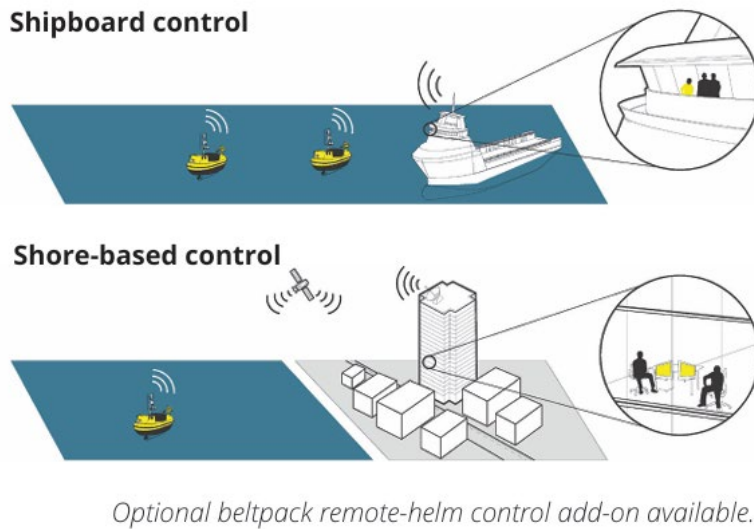 Shipboard control
Shore-based control
Optional beltpack remote-helm control add-on available.